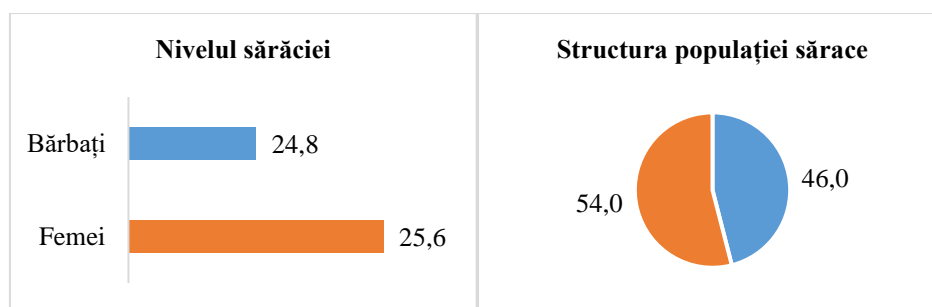 Nivelul sărăciei
Bărbați 24,8
Femei 25,6
Structura populației sărace
46,0
54,0